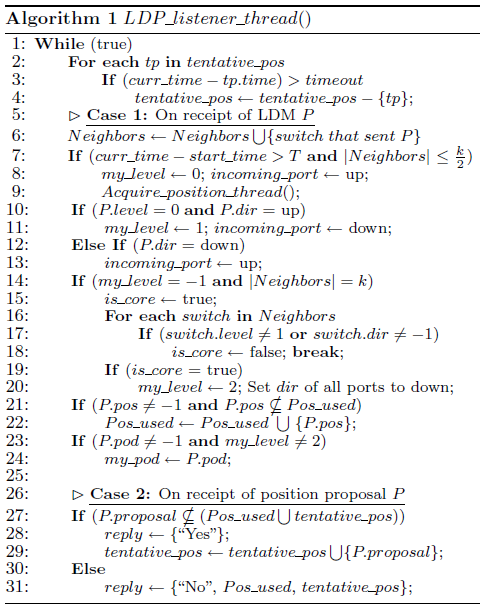 Algorithm 1 LDP_listener_thread()
1: While (true)
2: For each tp in tentative_pos
3: If (curr_time − tp.time) > timeout
4: tentative_pos ← tentative_pos − {tp};
5: ▷ Case 1: On receipt of LDM P
6: Neighbors ← Neighbors ⋃{switch that sent P}
7: If (curr_time − start_time > T and |Neighbors| ≤ k/2)
8: my_level ← 0; incoming_port ← up;
9: Acquire_position_thread();
10: If (P.level = 0 and P.dir = up)
11: my_level ← 1; incoming_port ← down;
12: Else If (P.dir = down)
13: incoming_port ← up;
14: If (my_level = −1 and |Neighbors| = k)
15: is_core ← true;
16: For each switch in Neighbors
17: If (switch.level ≠ 1 or switch.dir ≠ −1)
18: is_core ← false; break;
19: If (is_core = true)
20: my_level ← 2; Set dir of all ports to down;
21: If (P.pos ≠ −1 and P.pos ⊈ Pos_used)
22: Pos_used ← Pos_used ⋃ {P.pos};
23: If (P.pod ≠ −1 and my_level ≠ 2)
24: my_pod ← P.pod;
25:
26: ▷ Case 2: On receipt of position proposal P
27: If (P.proposal ⊈ (Pos_used ⋃ tentative_pos))
28: reply ← {“Yes”};
29: tentative_pos ← tentative_pos ⋃{P.proposal};
30: Else
31: reply ← {“No”, Pos_used, tentative_pos};